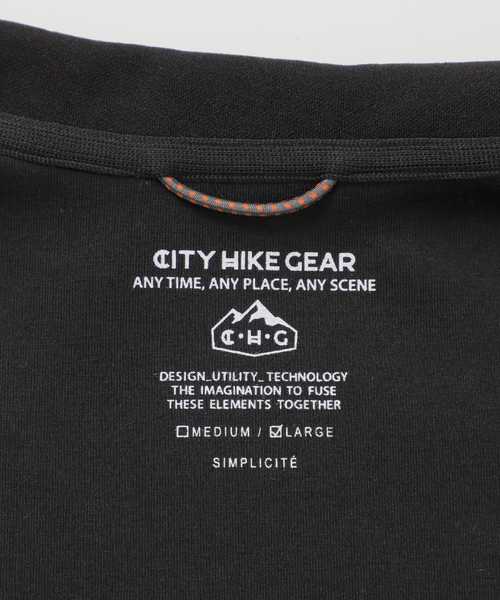 CITY HIKE GEAR
ANY TIME, ANY PLACE, ANY SCENE
C·H·G
DESIGN_UTILITY_TECHNOLOGY
THE IMAGINATION TO FUSE
THESE ELEMENTS TOGETHER
☐MEDIUM / ☑LARGE
SIMPLICITÉ